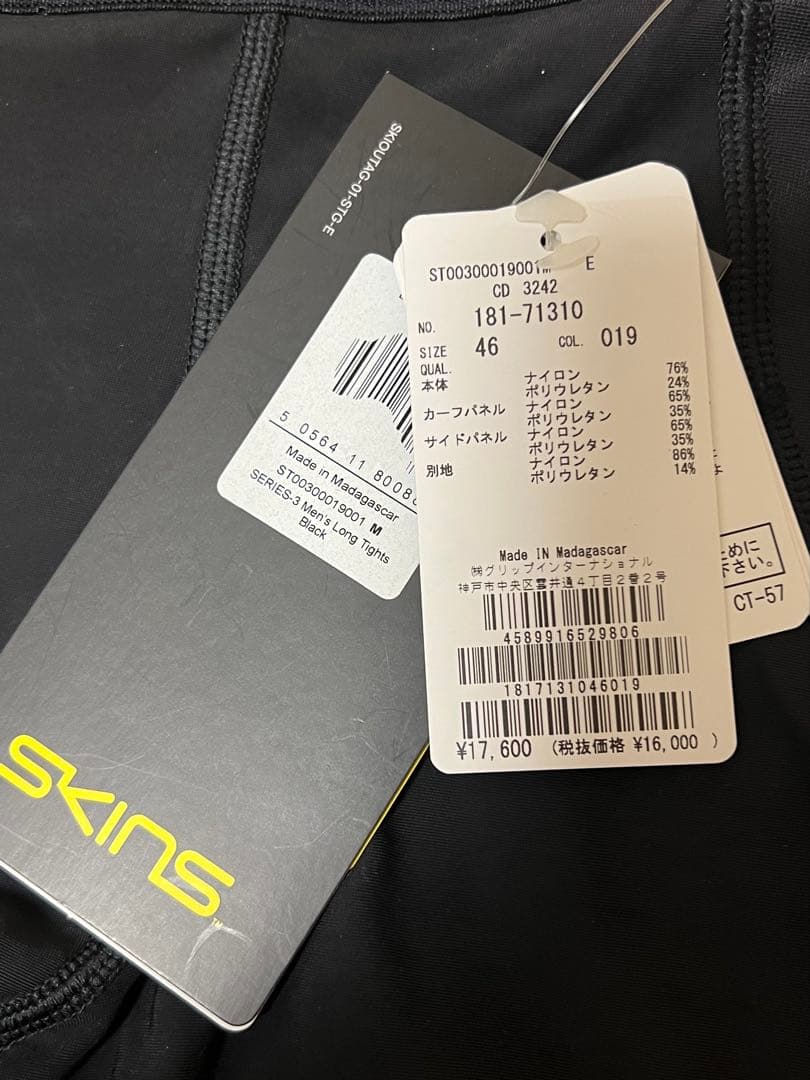 SKIOUTAG-01-STG-E
5 0564 11 8008
Made in Madagascar
ST00300019001 M
SERIES-3 Men's Long Tights
Black
SKINS
TM
ST00300019001M E
CD 3242
NO. 181-71310
SIZE 46 COL. 019
QUAL.
本体 ナイロン 76%
ポリウレタン 24%
カーフパネル ナイロン 65%
ポリウレタン 35%
サイドパネル ナイロン 65%
ポリウレタン 35%
別地 ナイロン 86%
ポリウレタン 14%
Made IN Madagascar
㈱グリップインターナショナル
神戸市中央区雲井通4丁目2番2号
4589916529806
1817131046019
¥17,600 (税抜価格 ¥16,000 )
ために
下さい。
CT-57